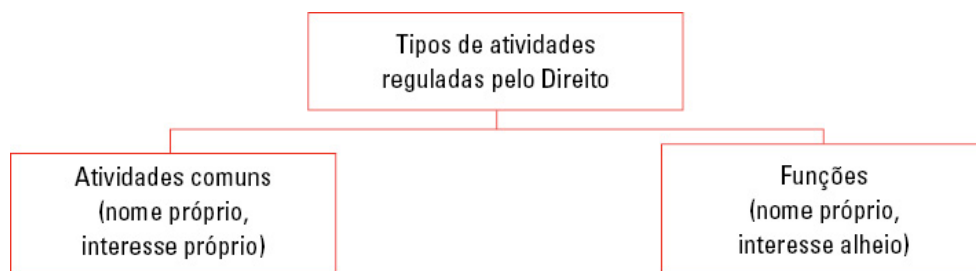 Tipos de atividades
reguladas pelo Direito
Atividades comuns
(nome próprio,
interesse próprio)
Funções
(nome próprio,
interesse alheio)